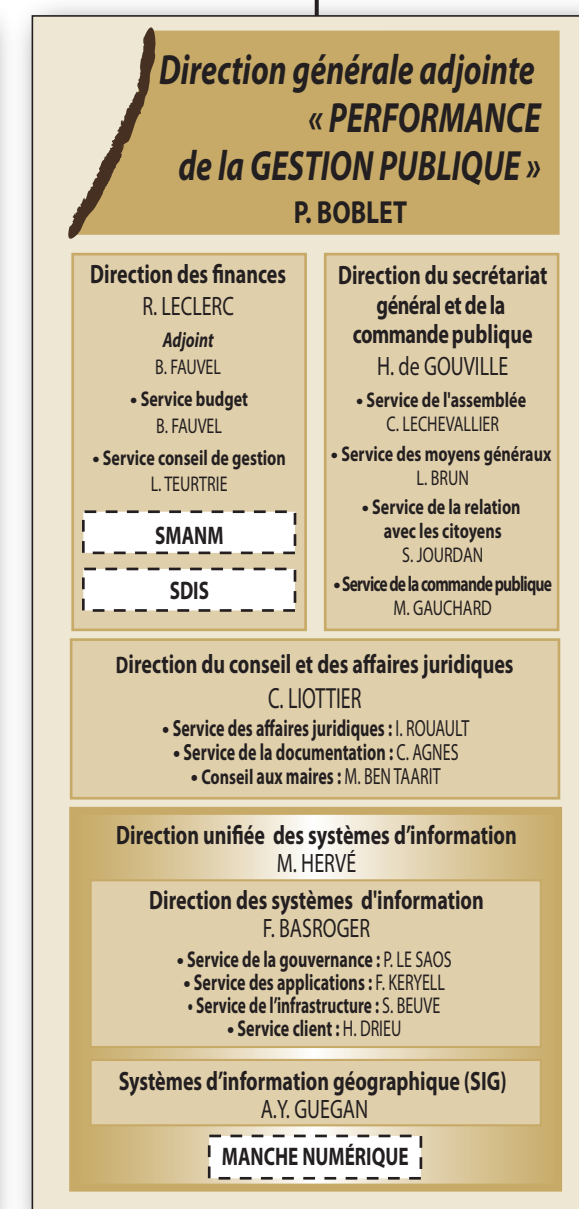 Direction générale adjointe
« PERFORMANCE
de la GESTION PUBLIQUE »
P. BOBLET
Direction des finances
R. LECLERC
Adjoint
B. FAUVEL
• Service budget
B. FAUVEL
• Service conseil de gestion
L. TEURTRIE
SMANM
SDIS
Direction du secrétariat
général et de la
commande publique
H. de GOUVILLE
• Service de l'assemblée
C. LECHEVALLIER
• Service des moyens généraux
L. BRUN
• Service de la relation
avec les citoyens
S. JOURDAN
• Service de la commande publique
M. GAUCHARD
Direction du conseil et des affaires juridiques
C. LIOTTIER
• Service des affaires juridiques : I. ROUAULT
• Service de la documentation : C. AGNES
• Conseil aux maires : M. BEN TAARIT
Direction unifiée des systèmes d’information
M. HERVÉ
Direction des systèmes d'information
F. BASROGER
• Service de la gouvernance : P. LE SAOS
• Service des applications : F. KERYELL
• Service de l’infrastructure : S. BEUVE
• Service client : H. DRIEU
Systèmes d’information géographique (SIG)
A.Y. GUEGAN
MANCHE NUMÉRIQUE